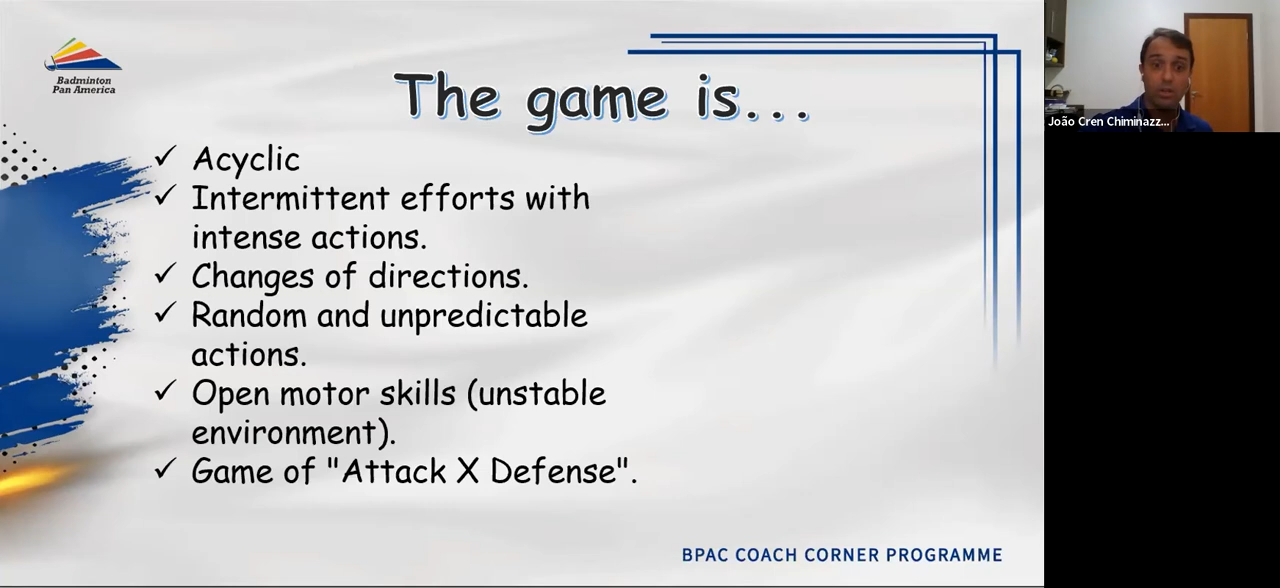 Badminton
Pan America
The game is...
✓ Acyclic
✓ Intermittent efforts with
intense actions.
✓ Changes of directions.
✓ Random and unpredictable
actions.
✓ Open motor skills (unstable
environment).
✓ Game of "Attack X Defense".
BPAC COACH CORNER PROGRAMME
João Cren Chiminazz...